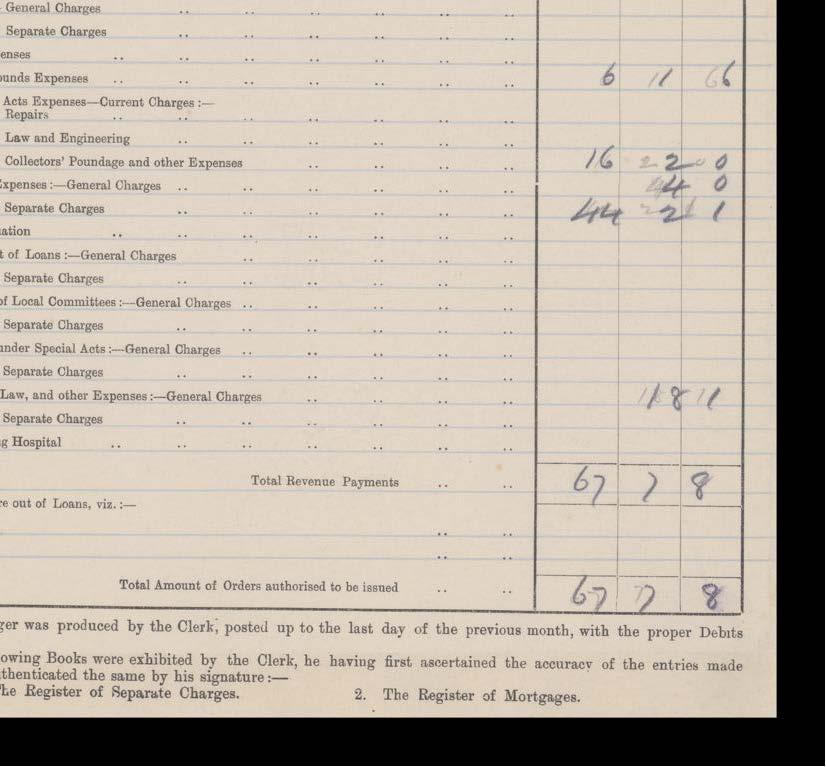 General Charges .. .. .. .. .. ..
Separate Charges .. .. .. .. .. ..
enses .. .. .. .. .. .. ..
ounds Expenses .. .. .. .. .. .. .. 6 11 6
Acts Expenses—Current Charges :—
Repairs .. .. .. .. .. .. ..
Law and Engineering .. .. .. .. .. ..
Collectors' Poundage and other Expenses .. .. .. .. 16 2 0
Expenses :—General Charges .. .. .. .. .. .. 4 0
Separate Charges .. .. .. .. .. .. 44 2 1
ation .. .. .. .. .. .. ..
t of Loans :—General Charges .. .. .. .. ..
Separate Charges .. .. .. .. .. ..
of Local Committees :—General Charges .. .. .. .. ..
Separate Charges .. .. .. .. .. ..
under Special Acts :—General Charges .. .. .. .. ..
Separate Charges .. .. .. .. .. ..
Law, and other Expenses :—General Charges .. .. .. .. 8
Separate Charges .. .. .. .. .. ..
g Hospital .. .. .. .. .. .. ..
Total Revenue Payments .. .. 67 7 8
re out of Loans, viz. :—
.. ..
.. ..
Total Amount of Orders authorised to be issued .. .. 67 7 8
ger was produced by the Clerk, posted up to the last day of the previous month, with the proper Debits
owing Books were exhibited by the Clerk, he having first ascertained the accuracy of the entries made
thenticated the same by his signature :—
he Register of Separate Charges. 2. The Register of Mortgages.